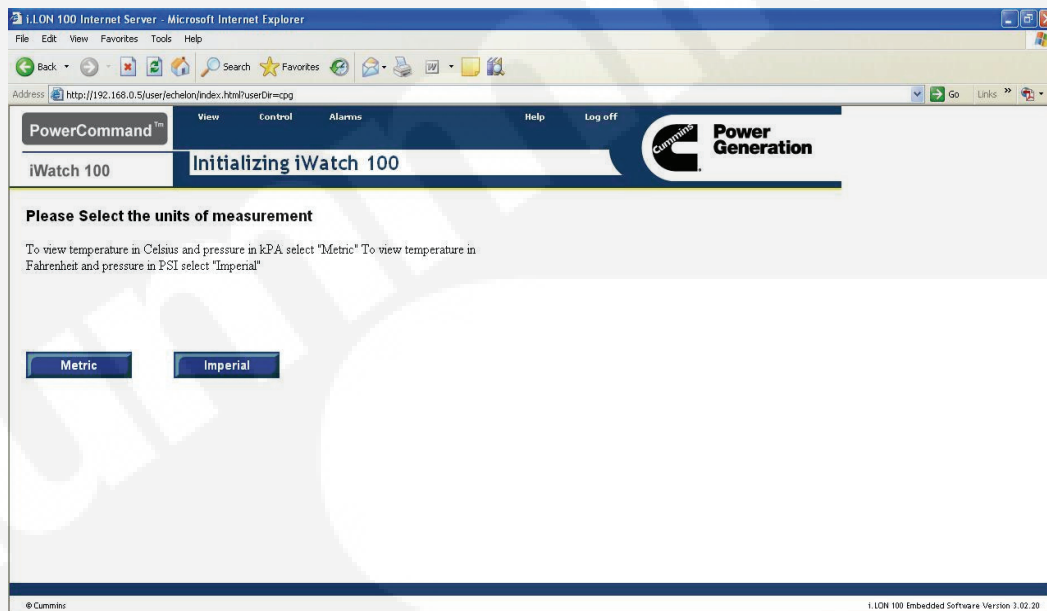 i.LON 100 Internet Server - Microsoft Internet Explorer
File Edit View Favorites Tools Help
Back Search Favorites
Address http://192.168.0.5/user/echelon/index.html?userDir=cpg Go Links »
PowerCommand™ View Control Alarms Help Log off
iWatch 100 Initializing iWatch 100
Cummins Power
Generation
Please Select the units of measurement
To view temperature in Celsius and pressure in kPA select "Metric" To view temperature in
Fahrenheit and pressure in PSI select "Imperial"
Metric Imperial
© Cummins i.LON 100 Embedded Software Version 3.02.20